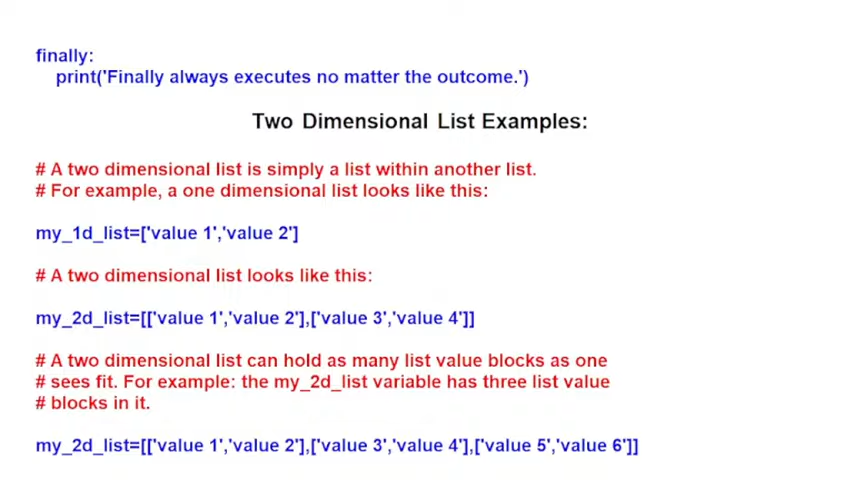 finally:
    print('Finally always executes no matter the outcome.')
Two Dimensional List Examples:
# A two dimensional list is simply a list within another list.
# For example, a one dimensional list looks like this:
my_1d_list=['value 1','value 2']
# A two dimensional list looks like this:
my_2d_list=[['value 1','value 2'],['value 3','value 4']]
# A two dimensional list can hold as many list value blocks as one
# sees fit. For example: the my_2d_list variable has three list value
# blocks in it.
my_2d_list=[['value 1','value 2'],['value 3','value 4'],['value 5','value 6']]